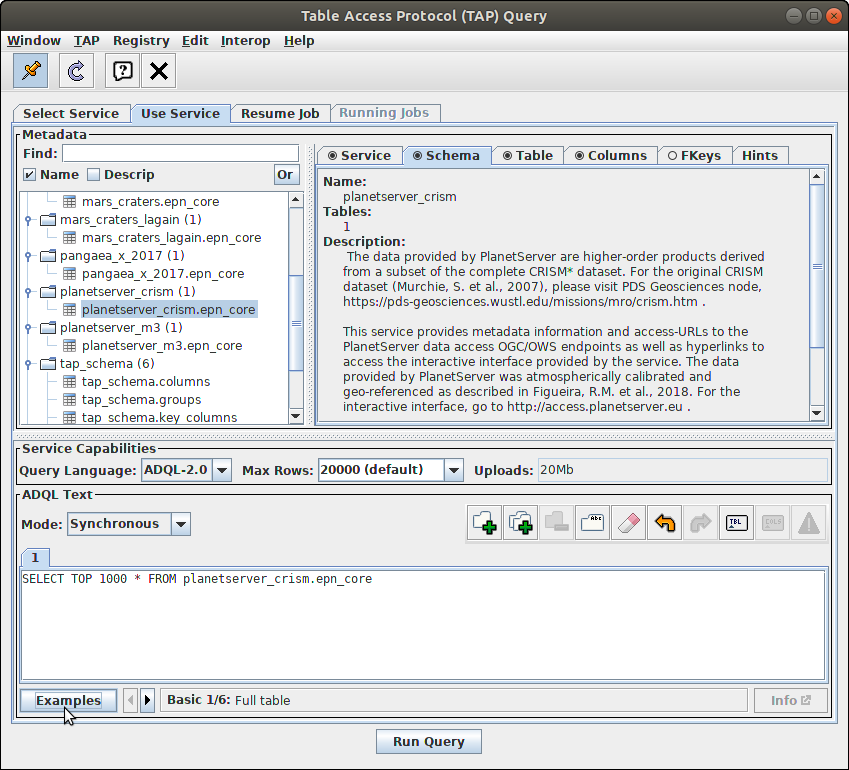 Table Access Protocol (TAP) Query
Window TAP Registry Edit Interop Help
Select Service Use Service Resume Job Running Jobs
Metadata
Find:
Name Descrip Or
mars_craters.epn_core
mars_craters_lagain (1)
mars_craters_lagain.epn_core
pangaea_x_2017 (1)
pangaea_x_2017.epn_core
planetserver_crism (1)
planetserver_crism.epn_core
planetserver_m3 (1)
planetserver_m3.epn_core
tap_schema (6)
tap_schema.columns
tap_schema.groups
tap_schema.key_columns
Service Schema Table Columns FKeys Hints
Name:
planetserver_crism
Tables:
1
Description:
The data provided by PlanetServer are higher-order products derived
from a subset of the complete CRISM* dataset. For the original CRISM
dataset (Murchie, S. et al., 2007), please visit PDS Geosciences node,
https://pds-geosciences.wustl.edu/missions/mro/crism.htm .
This service provides metadata information and access-URLs to the
PlanetServer data access OGC/OWS endpoints as well as hyperlinks to
access the interactive interface provided by the service. The data
provided by PlanetServer was atmospherically calibrated and
geo-referenced as described in Figueira, R.M. et al., 2018. For the
interactive interface, go to http://access.planetserver.eu .
Service Capabilities
Query Language: ADQL-2.0 Max Rows: 20000 (default) Uploads: 20Mb
ADQL Text
Mode: Synchronous
Abc TBL COLS
1
SELECT TOP 1000 * FROM planetserver_crism.epn_core
Examples Basic 1/6: Full table Info
Run Query